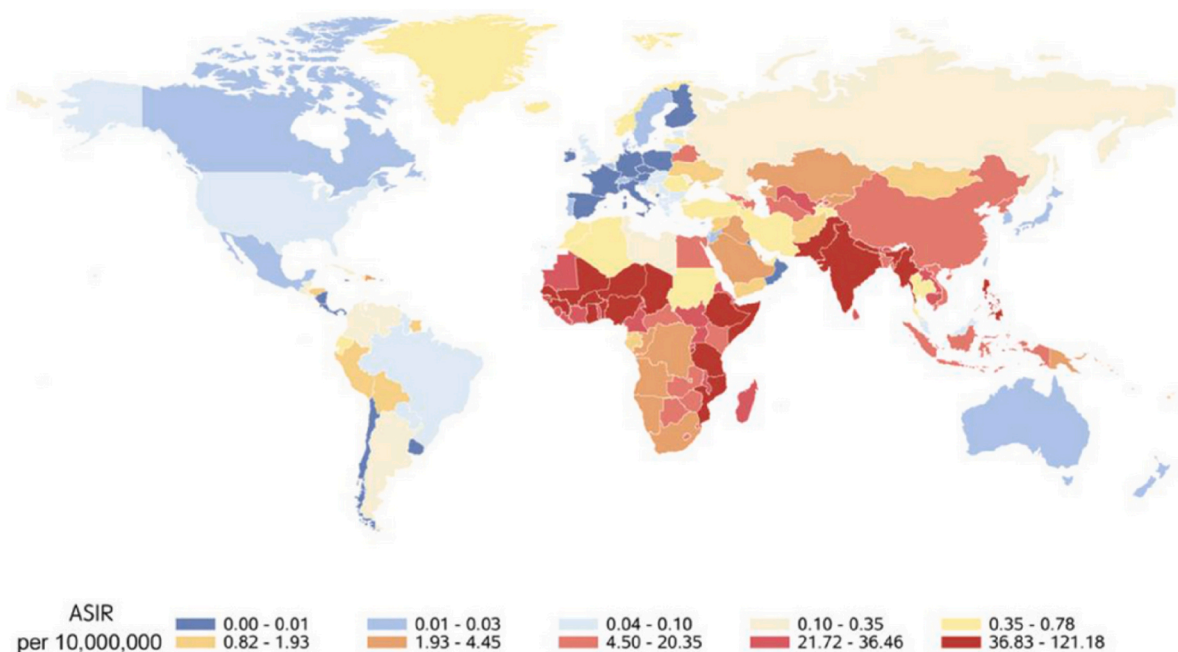 ASIR
per 10,000,000
0.00 - 0.01 0.01 - 0.03 0.04 - 0.10 0.10 - 0.35 0.35 - 0.78
0.82 - 1.93 1.93 - 4.45 4.50 - 20.35 21.72 - 36.46 36.83 - 121.18